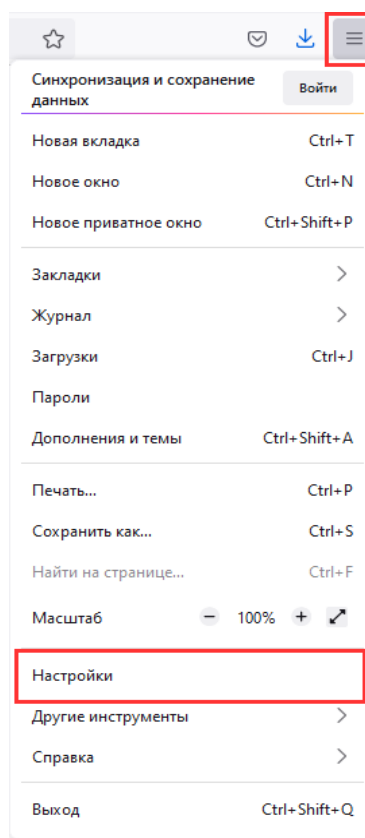 Синхронизация и сохранение
данных
Войти
Новая вкладка Ctrl+T
Новое окно Ctrl+N
Новое приватное окно Ctrl+Shift+P
Закладки
Журнал
Загрузки Ctrl+J
Пароли
Дополнения и темы Ctrl+Shift+A
Печать... Ctrl+P
Сохранить как... Ctrl+S
Найти на странице... Ctrl+F
Масштаб − 100% +
Настройки
Другие инструменты
Справка
Выход Ctrl+Shift+Q